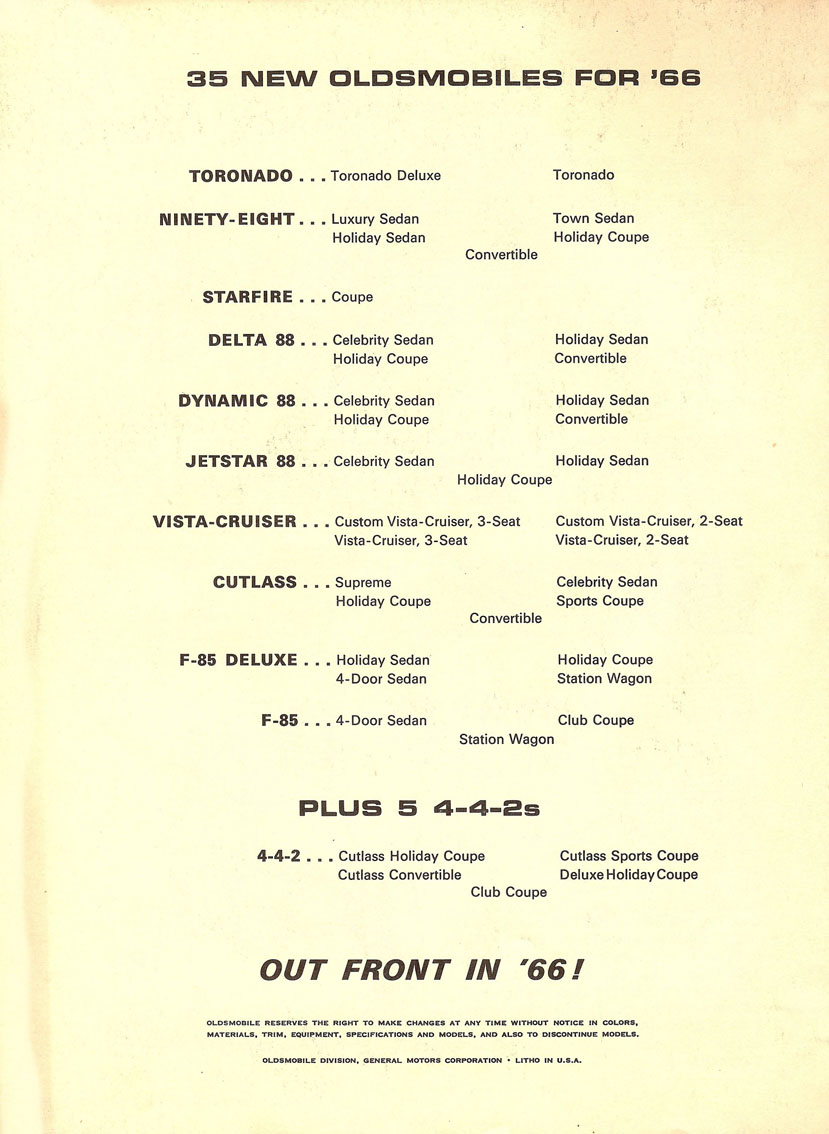 35 NEW OLDSMOBILES FOR '66
TORONADO . . . Toronado Deluxe Toronado
NINETY-EIGHT . . . Luxury Sedan Town Sedan
Holiday Sedan Holiday Coupe
Convertible
STARFIRE . . . Coupe
DELTA 88 . . . Celebrity Sedan Holiday Sedan
Holiday Coupe Convertible
DYNAMIC 88 . . . Celebrity Sedan Holiday Sedan
Holiday Coupe Convertible
JETSTAR 88 . . . Celebrity Sedan Holiday Sedan
Holiday Coupe
VISTA-CRUISER . . . Custom Vista-Cruiser, 3-Seat Custom Vista-Cruiser, 2-Seat
Vista-Cruiser, 3-Seat Vista-Cruiser, 2-Seat
CUTLASS . . . Supreme Celebrity Sedan
Holiday Coupe Sports Coupe
Convertible
F-85 DELUXE . . . Holiday Sedan Holiday Coupe
4-Door Sedan Station Wagon
F-85 . . . 4-Door Sedan Club Coupe
Station Wagon
PLUS 5 4-4-2s
4-4-2 . . . Cutlass Holiday Coupe Cutlass Sports Coupe
Cutlass Convertible Deluxe Holiday Coupe
Club Coupe
OUT FRONT IN '66!
OLDSMOBILE RESERVES THE RIGHT TO MAKE CHANGES AT ANY TIME WITHOUT NOTICE IN COLORS,
MATERIALS, TRIM, EQUIPMENT, SPECIFICATIONS AND MODELS, AND ALSO TO DISCONTINUE MODELS.
OLDSMOBILE DIVISION, GENERAL MOTORS CORPORATION • LITHO IN U.S.A.